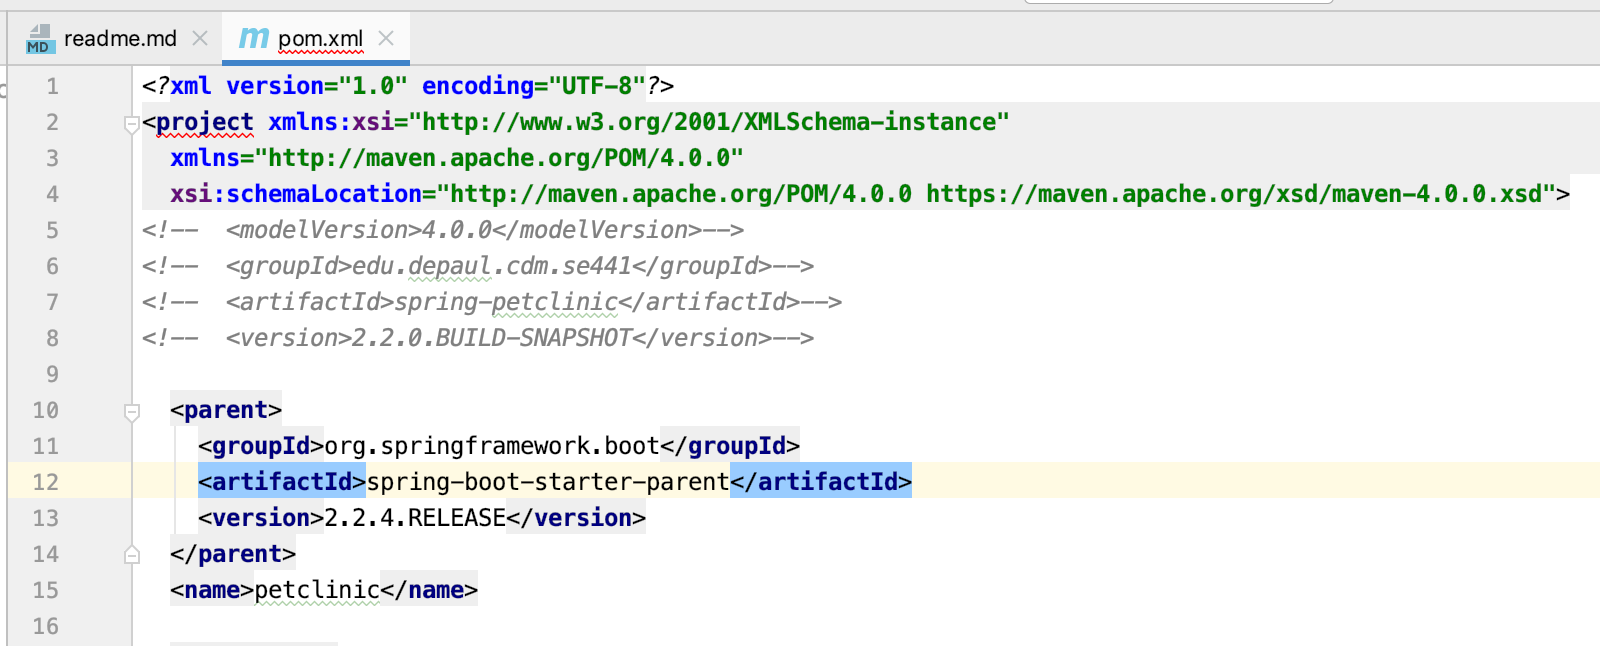 readme.md
pom.xml
1 <?xml version="1.0" encoding="UTF-8"?>
2 <project xmlns:xsi="http://www.w3.org/2001/XMLSchema-instance"
3 xmlns="http://maven.apache.org/POM/4.0.0"
4 xsi:schemaLocation="http://maven.apache.org/POM/4.0.0 https://maven.apache.org/xsd/maven-4.0.0.xsd">
5 <!--  <modelVersion>4.0.0</modelVersion>-->
6 <!--  <groupId>edu.depaul.cdm.se441</groupId>-->
7 <!--  <artifactId>spring-petclinic</artifactId>-->
8 <!--  <version>2.2.0.BUILD-SNAPSHOT</version>-->
9
10 <parent>
11 <groupId>org.springframework.boot</groupId>
12 <artifactId>spring-boot-starter-parent</artifactId>
13 <version>2.2.4.RELEASE</version>
14 </parent>
15 <name>petclinic</name>
16